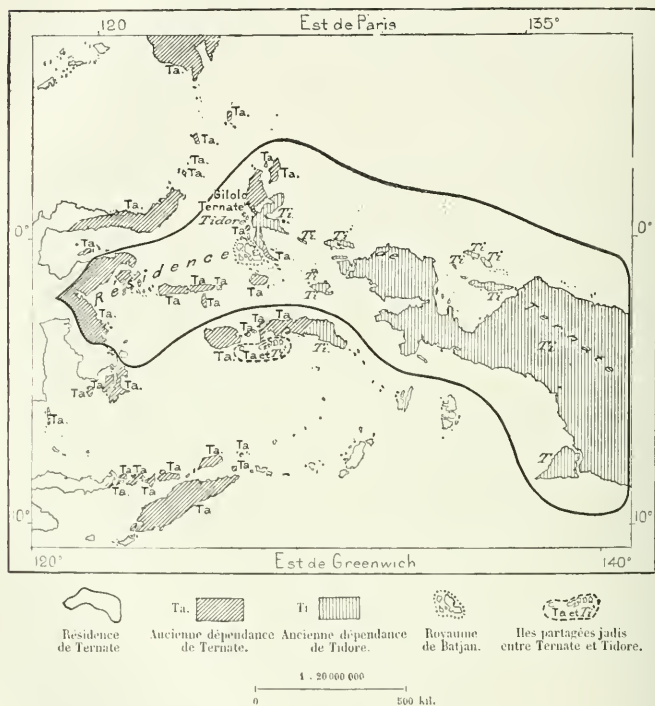 120 Est de Paris 135°
Ta.
Ta.
Ta.
Ta.
Ta.
Ta.
Ta.
Gilolo
Ternate
Tidor
Ti
Ta
0° 0°
Ta
Ti
Ti
Ti
Ti
Résidence
Ta.
Ta Ta
Ta
Ta
Ti
Ti
Ta.
Ta Ta
Ta
Ta et Ti
Ti.
Ti
Ta Ta.
Ta.
Ta
Ta
Ta Ta Ta
Ta.
Ta. Ta.
Ta
T
10° 10°
120° Est de Greenwich 140°
Ta. Ti Ta et Ti
Résidence Ancienne dépendance Ancienne dépendance Royaume Iles partagées jadis
de Ternate de Ternate. de Tidore. de Batjan. entre Ternate et Tidore.
1 : 20 000 000
0 500 kil.